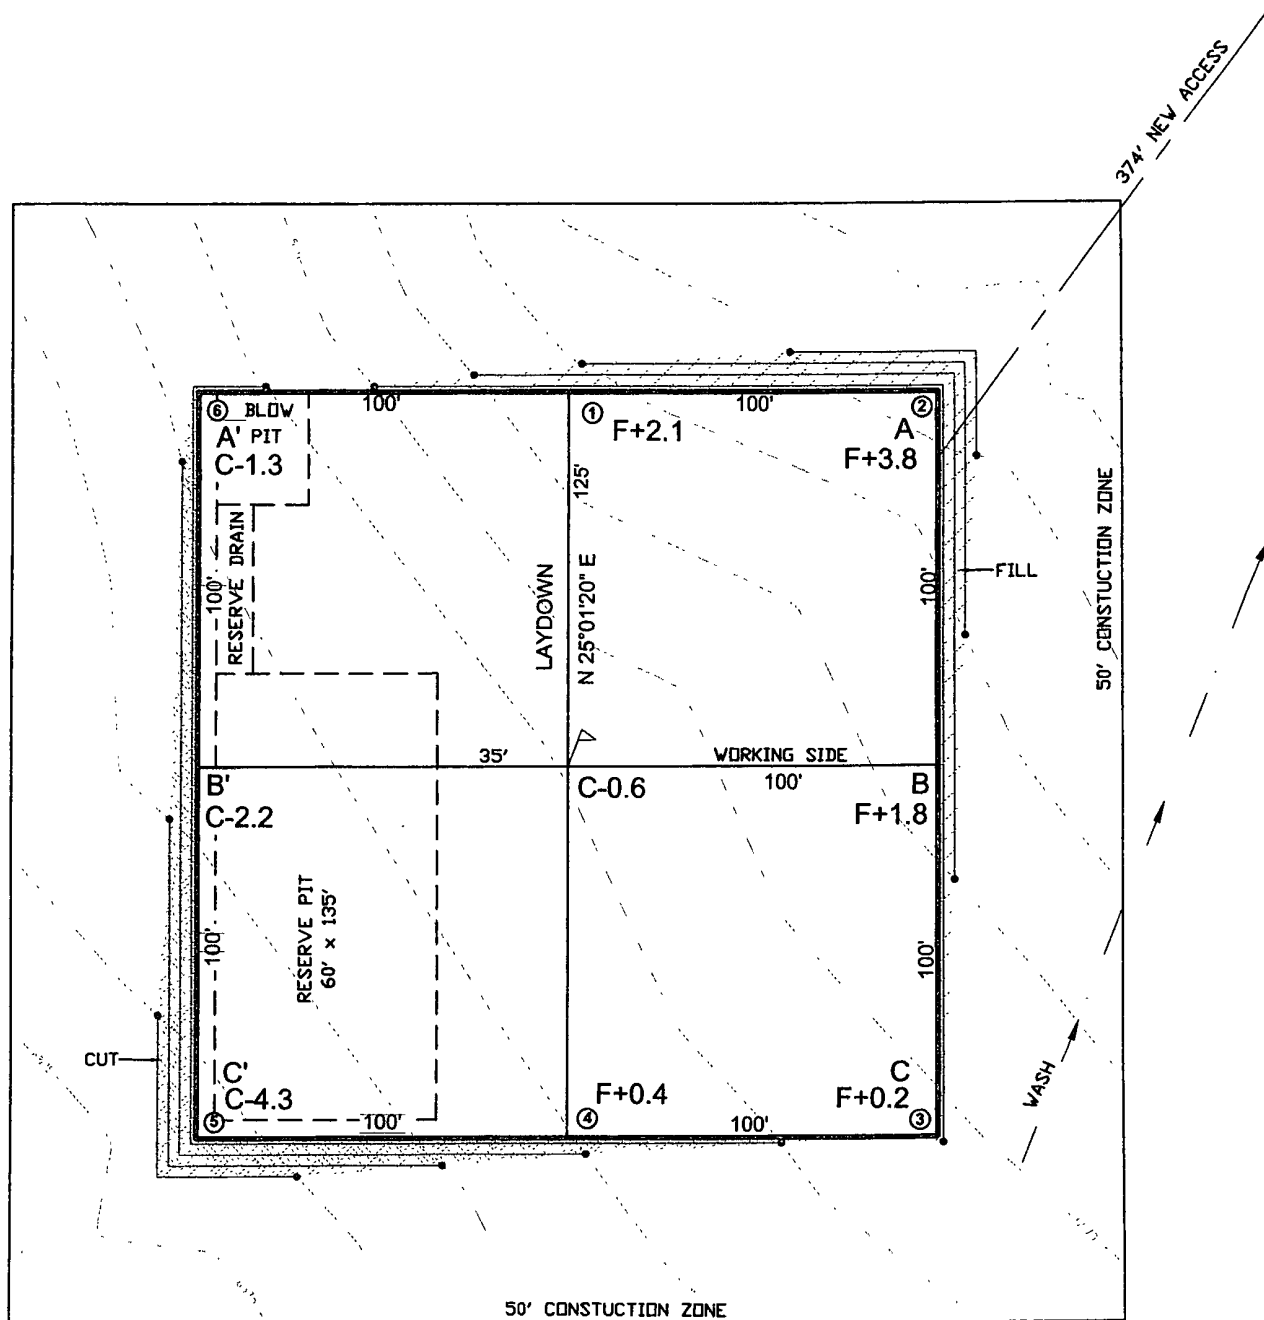 374' NEW ACCESS
100'
100'
⑥ BLOW
A' PIT
C-1.3
①
F+2.1
②
A
F+3.8
125'
50' CONSTUCTION ZONE
RESERVE DRAIN
100'
LAYDOWN
N 25°01'20" E
100'
FILL
35'
WORKING SIDE
100'
B'
C-2.2
C-0.6
B
F+1.8
RESERVE PIT
60' x 135'
100'
100'
CUT
C'
C-4.3
⑤
100'
F+0.4
④
100'
C
F+0.2
③
WASH
50' CONSTUCTION ZONE